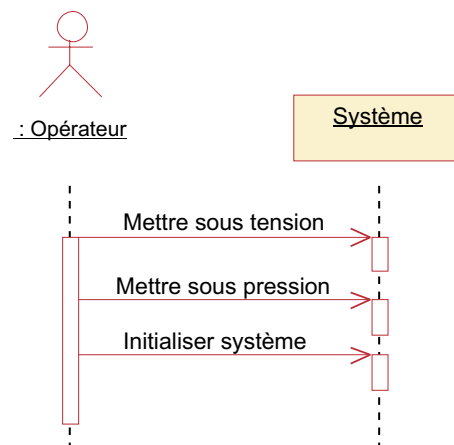 : Opérateur
Système
Mettre sous tension
Mettre sous pression
Initialiser système